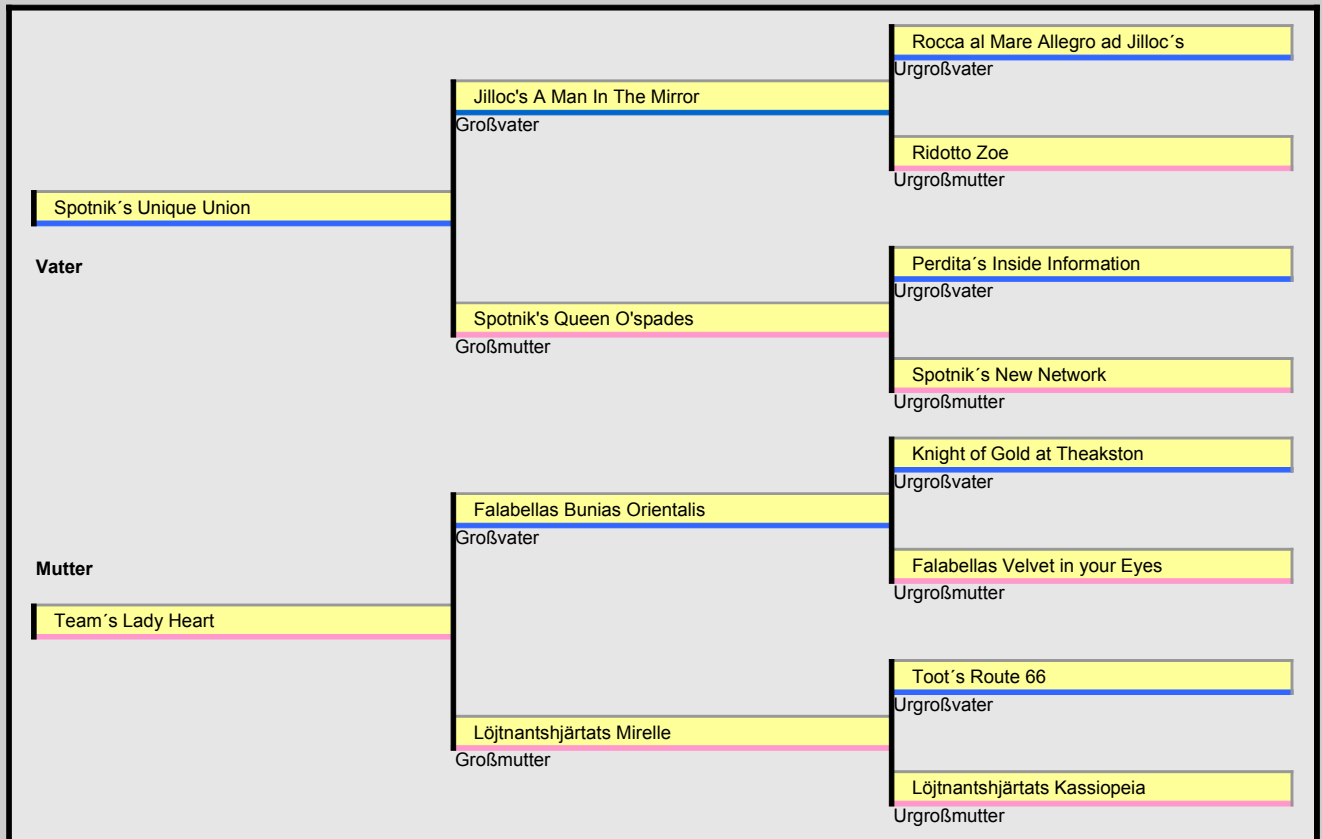 Rocca al Mare Allegro ad Jilloc´s
Urgroßvater
Jilloc's A Man In The Mirror
Großvater
Ridotto Zoe
Urgroßmutter
Spotnik´s Unique Union
Vater
Perdita´s Inside Information
Urgroßvater
Spotnik's Queen O'spades
Großmutter
Spotnik´s New Network
Urgroßmutter
Knight of Gold at Theakston
Urgroßvater
Falabellas Bunias Orientalis
Großvater
Falabellas Velvet in your Eyes
Urgroßmutter
Mutter
Team´s Lady Heart
Toot´s Route 66
Urgroßvater
Löjtnantshjärtats Mirelle
Großmutter
Löjtnantshjärtats Kassiopeia
Urgroßmutter